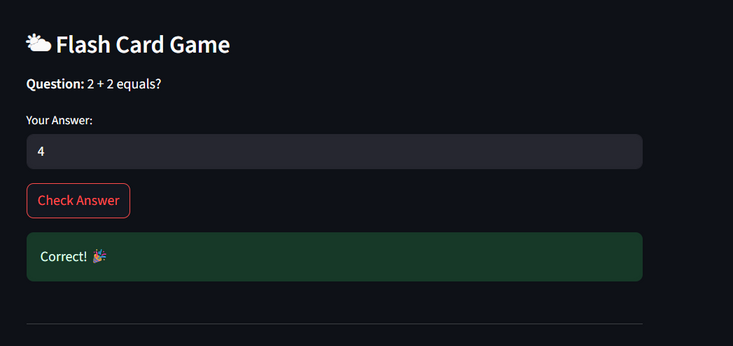 🌥️ Flash Card Game
Question: 2 + 2 equals?
Your Answer:
4
Check Answer
Correct! 🎉